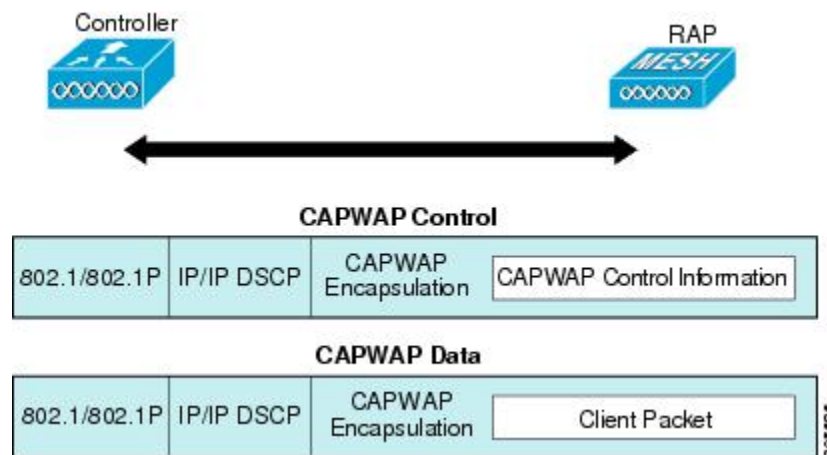 Controller
RAP
MESH
CAPWAP Control
802.1/802.1P IP/IP DSCP CAPWAP Encapsulation CAPWAP Control Information
CAPWAP Data
802.1/802.1P IP/IP DSCP CAPWAP Encapsulation Client Packet